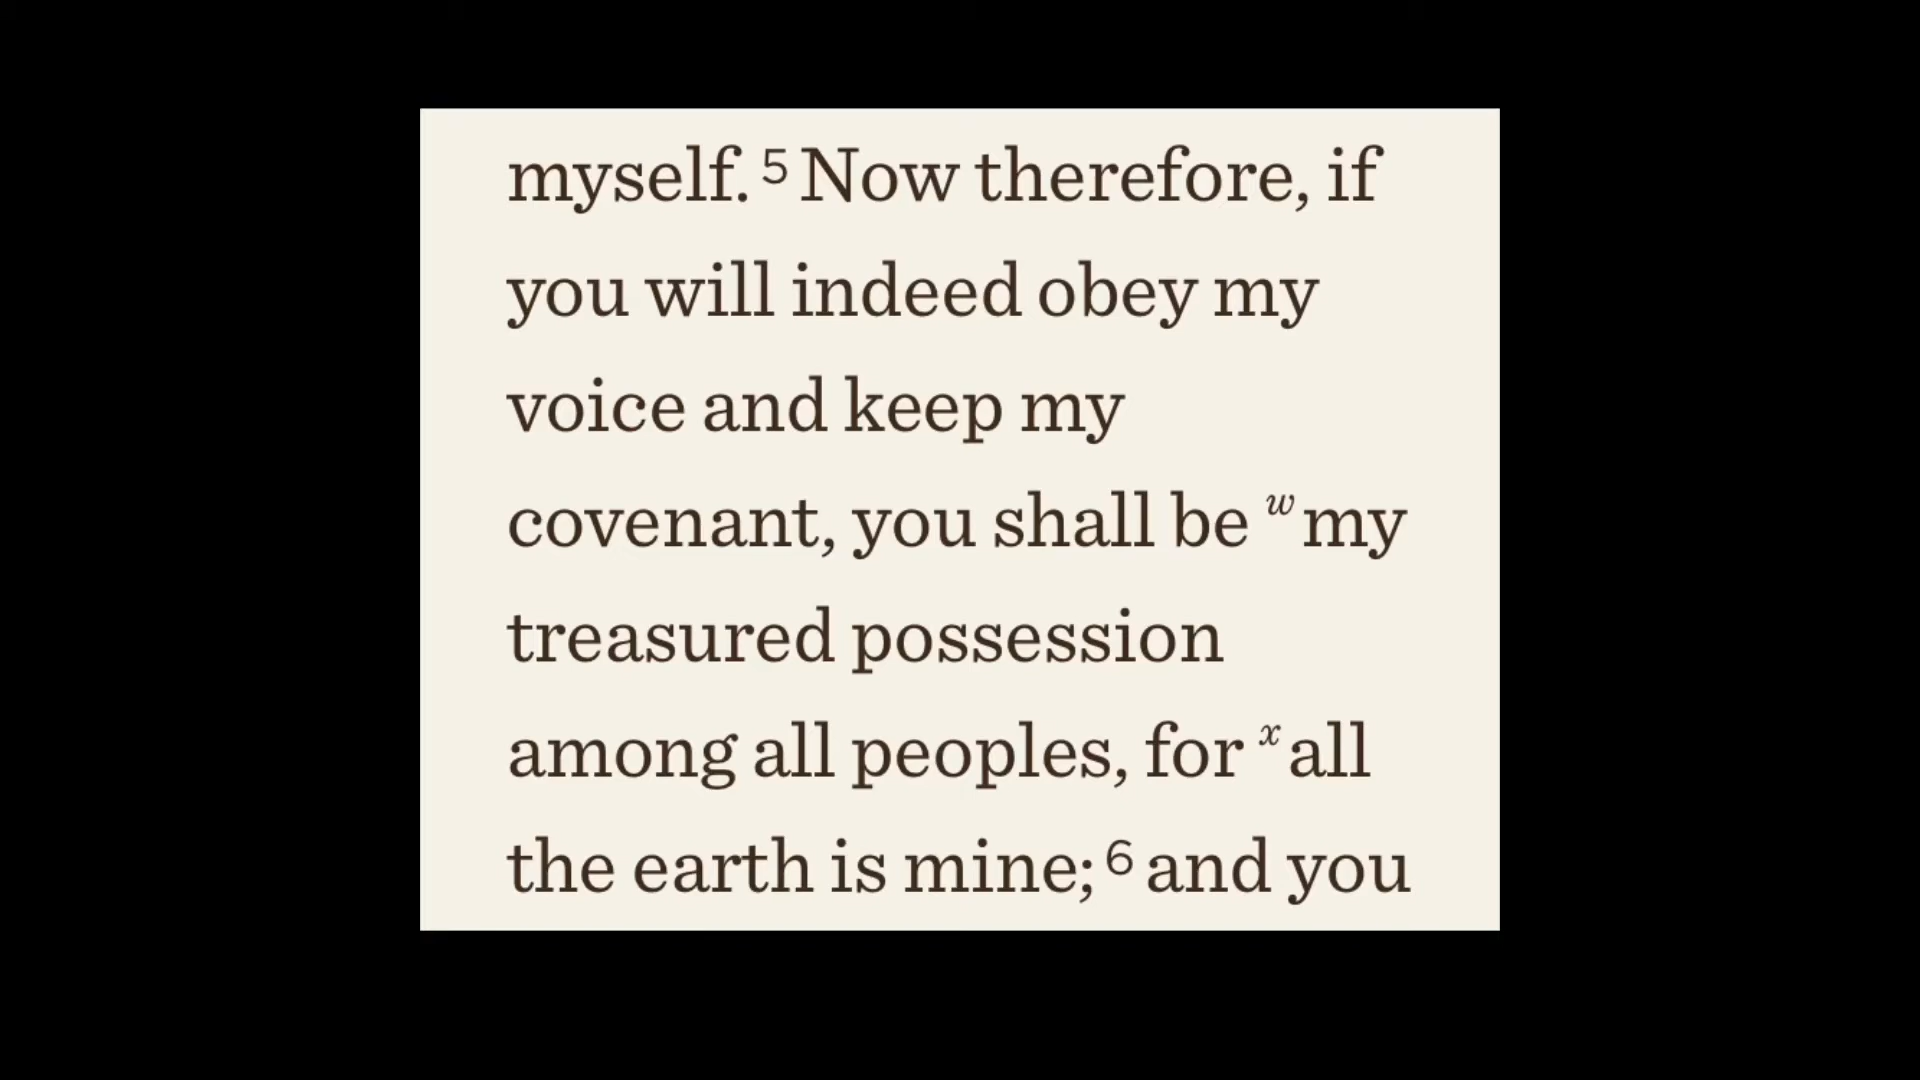 myself. 5 Now therefore, if
you will indeed obey my
voice and keep my
covenant, you shall be w my
treasured possession
among all peoples, for x all
the earth is mine; 6 and you